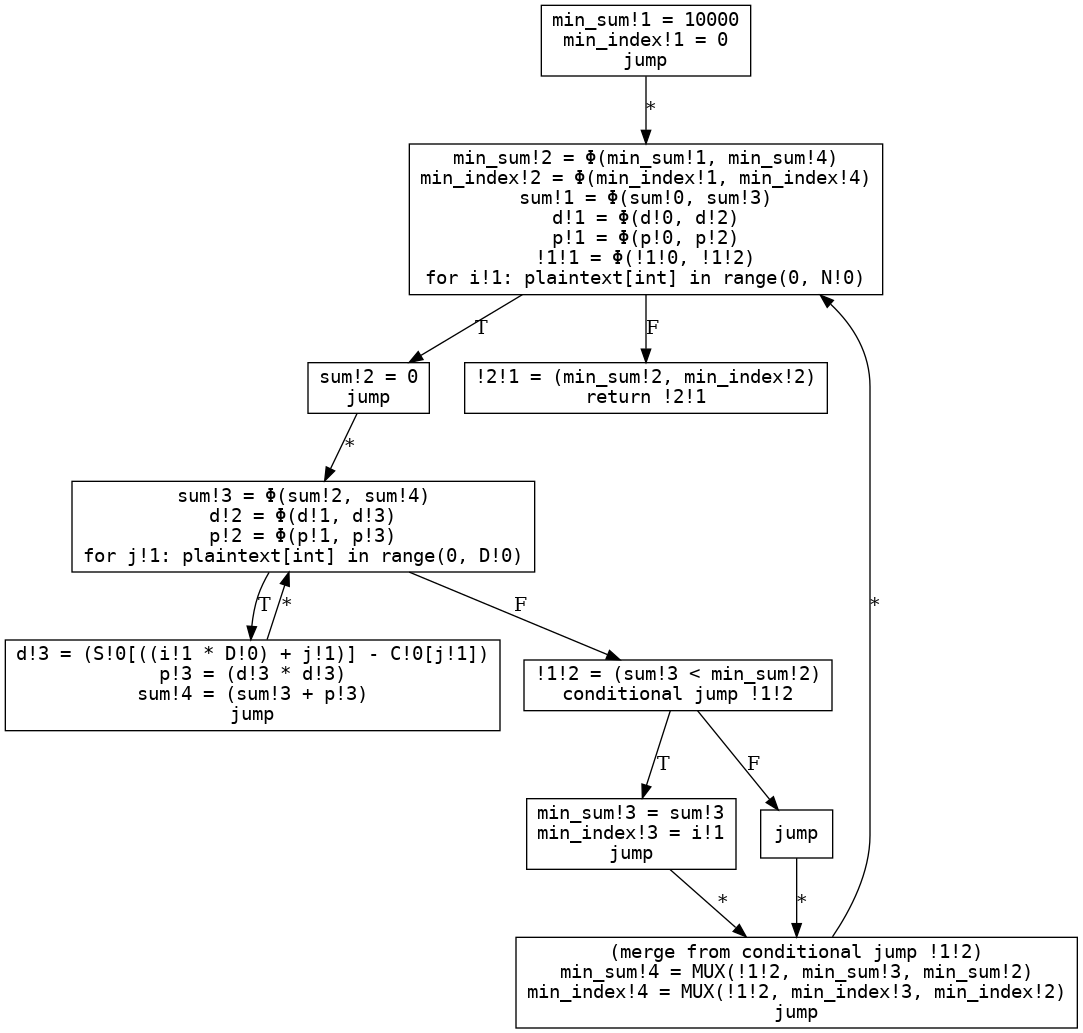 min_sum!1 = 10000
min_index!1 = 0
jump
*
min_sum!2 = Φ(min_sum!1, min_sum!4)
min_index!2 = Φ(min_index!1, min_index!4)
sum!1 = Φ(sum!0, sum!3)
d!1 = Φ(d!0, d!2)
p!1 = Φ(p!0, p!2)
!1!1 = Φ(!1!0, !1!2)
for i!1: plaintext[int] in range(0, N!0)
T
F
sum!2 = 0
jump
!2!1 = (min_sum!2, min_index!2)
return !2!1
*
sum!3 = Φ(sum!2, sum!4)
d!2 = Φ(d!1, d!3)
p!2 = Φ(p!1, p!3)
for j!1: plaintext[int] in range(0, D!0)
T
*
F
*
d!3 = (S!0[((i!1 * D!0) + j!1)] - C!0[j!1])
p!3 = (d!3 * d!3)
sum!4 = (sum!3 + p!3)
jump
!1!2 = (sum!3 < min_sum!2)
conditional jump !1!2
T
F
min_sum!3 = sum!3
min_index!3 = i!1
jump
jump
*
*
(merge from conditional jump !1!2)
min_sum!4 = MUX(!1!2, min_sum!3, min_sum!2)
min_index!4 = MUX(!1!2, min_index!3, min_index!2)
jump